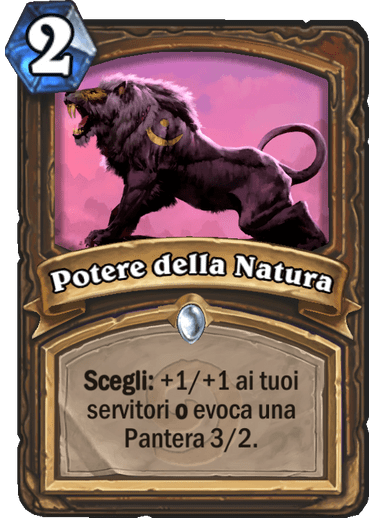 2
Potere della Natura
Scegli: +1/+1 ai tuoi
servitori o evoca una
Pantera 3/2.